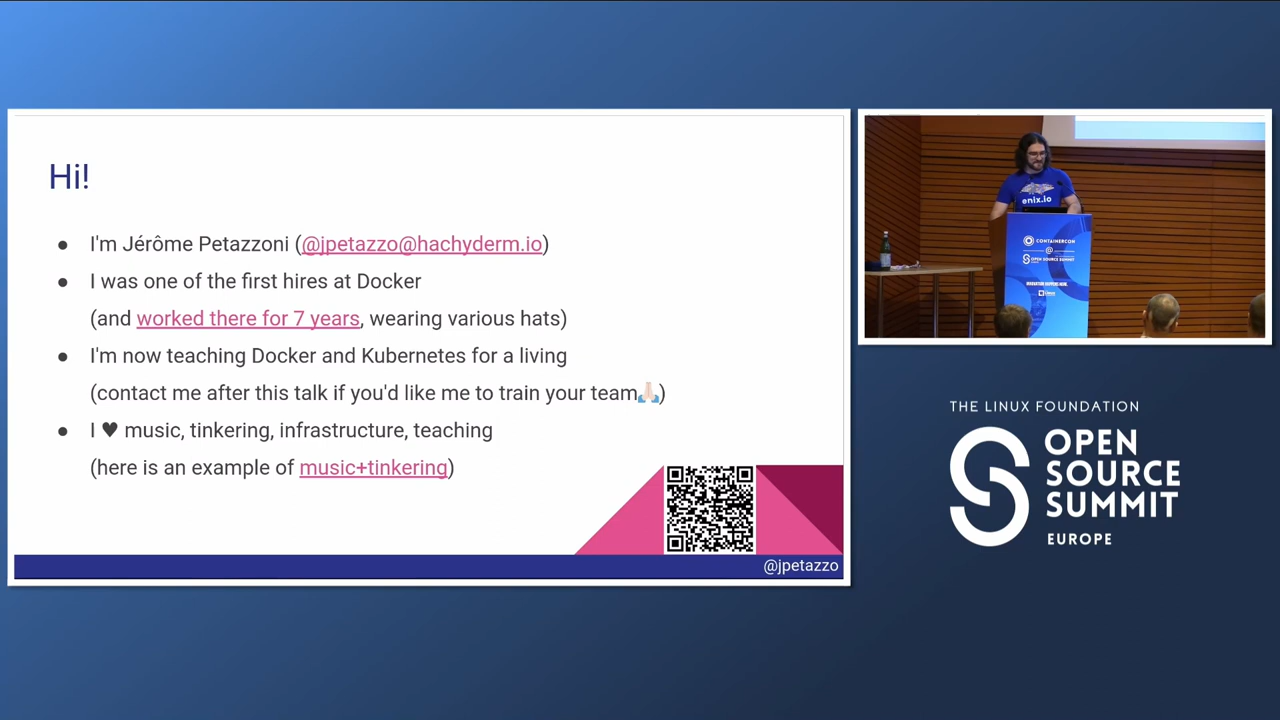 Hi!
● I'm Jérôme Petazzoni (@jpetazzo@hachyderm.io)
● I was one of the first hires at Docker
(and worked there for 7 years, wearing various hats)
● I'm now teaching Docker and Kubernetes for a living
(contact me after this talk if you'd like me to train your team🙏🏻)
● I ♥ music, tinkering, infrastructure, teaching
(here is an example of music+tinkering)
@jpetazzo
enix.io
CONTAINERCON
@
OPEN SOURCE SUMMIT
THE LINUX FOUNDATION
OPEN
SOURCE
SUMMIT
EUROPE